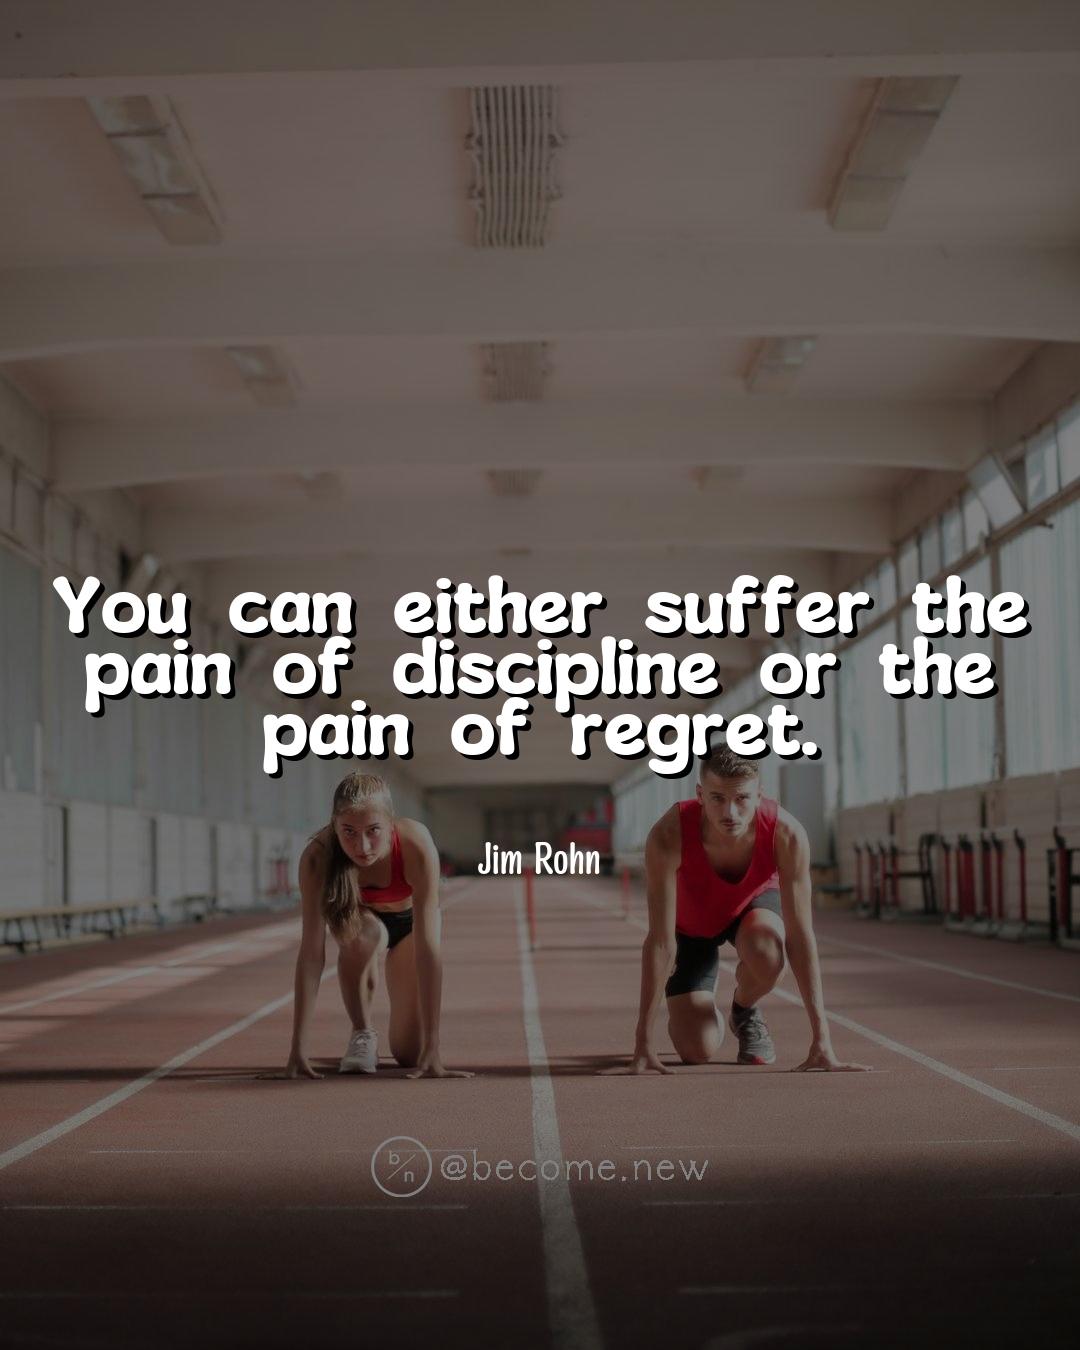 You can either suffer the
pain of discipline or the
pain of regret.
Jim Rohn
b/n @become.new